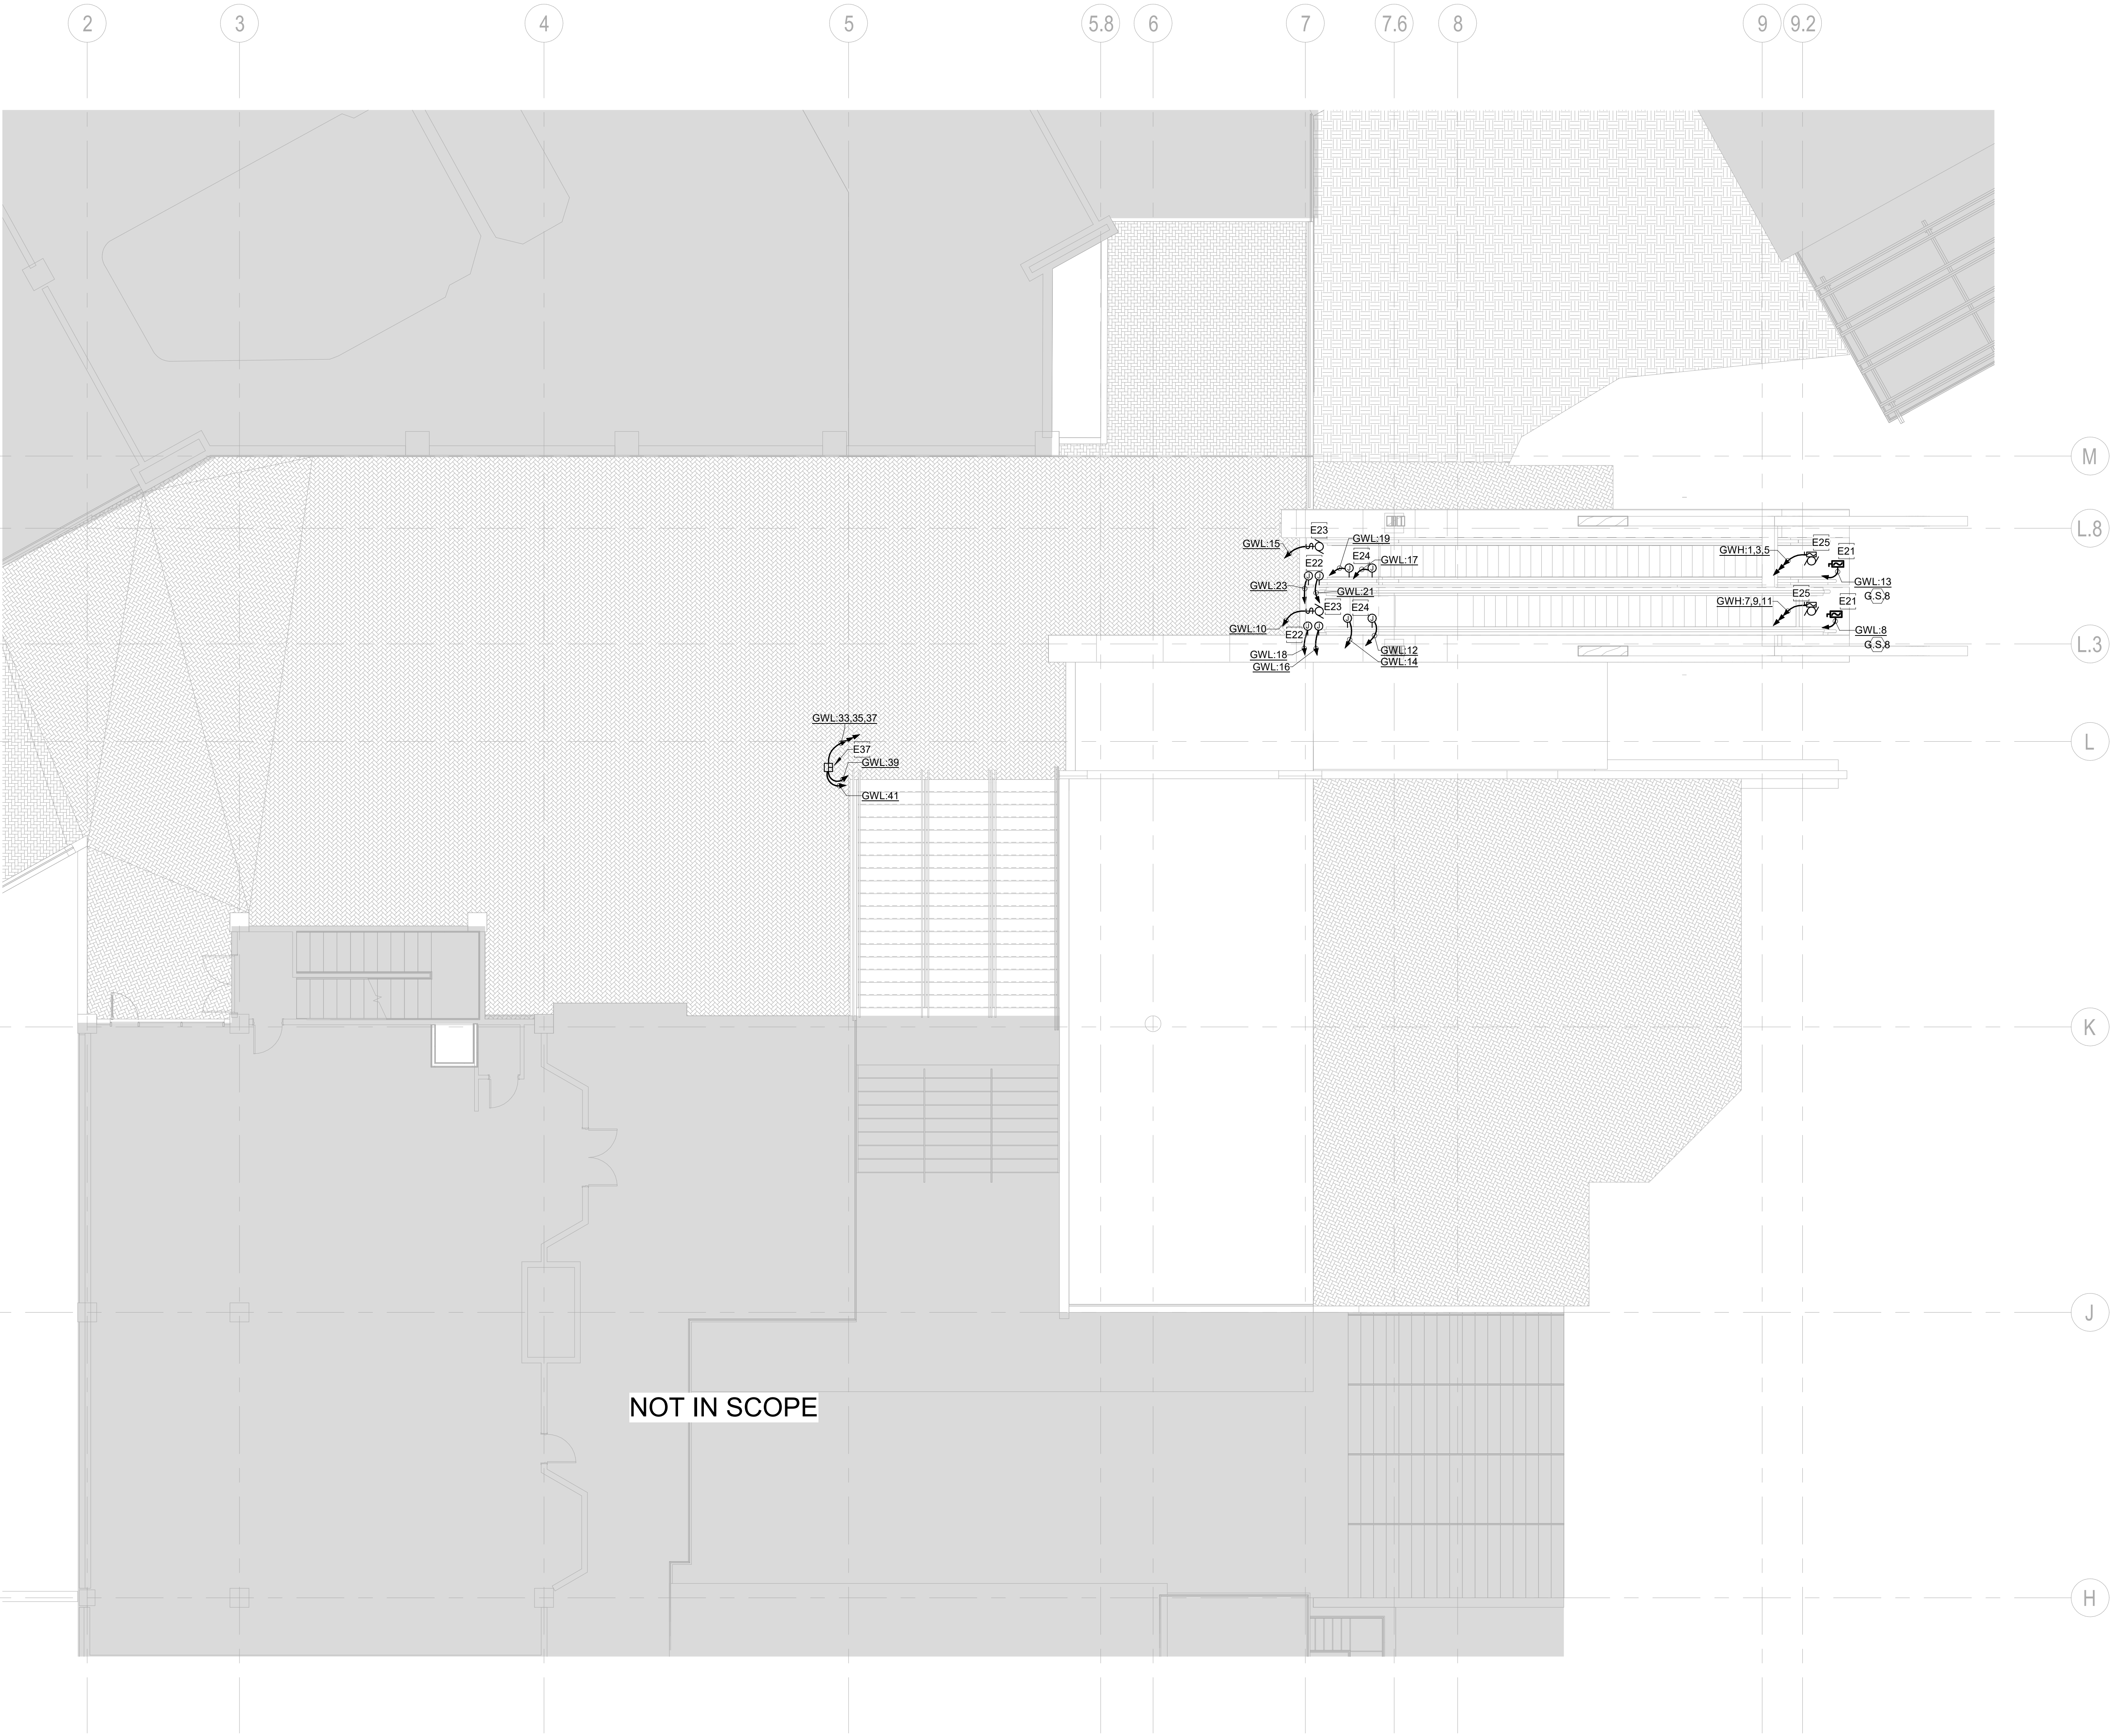 2
3
4
5
5.8
6
7
7.6
8
9
9.2
M
L.8
E23
GWL:15
GWL:19
E24
GWL:17
E22
GWH:1,3,5
E25
E21
GWL:23
GWL:21
GWL:13
G,S,8
E23
E24
GWH:7,9,11
E25
E21
GWL:10
E22
GWL:8
G,S,8
GWL:18
GWL:12
GWL:16
GWL:14
L.3
GWL:33,35,37
E37
L
GWL:39
GWL:41
K
J
NOT IN SCOPE
H